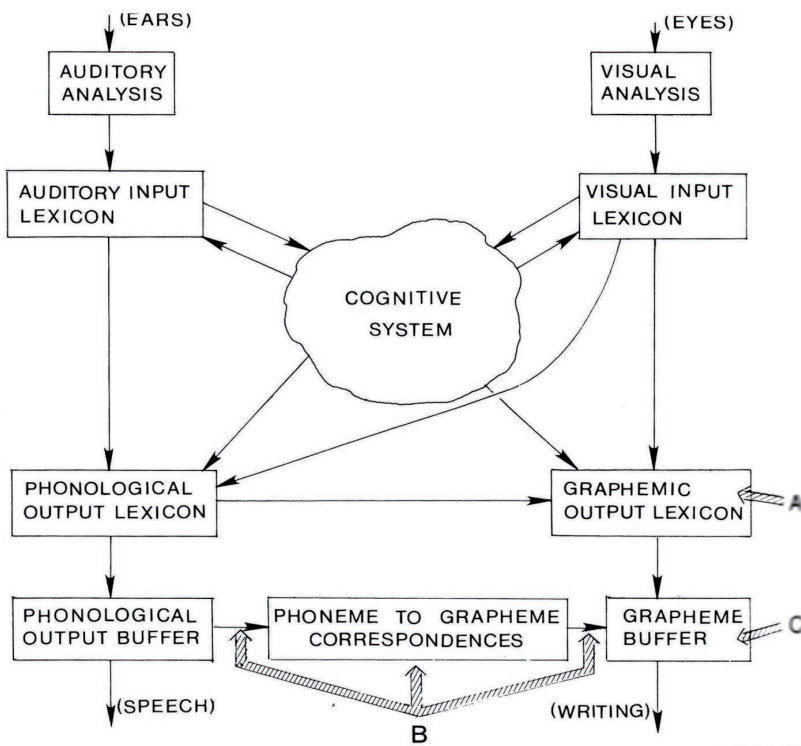 (EARS)
(EYES)
AUDITORY
ANALYSIS
VISUAL
ANALYSIS
AUDITORY INPUT
LEXICON
VISUAL INPUT
LEXICON
COGNITIVE
SYSTEM
PHONOLOGICAL
OUTPUT LEXICON
GRAPHEMIC
OUTPUT LEXICON
A
PHONOLOGICAL
OUTPUT BUFFER
PHONEME TO GRAPHEME
CORRESPONDENCES
GRAPHEME
BUFFER
C
(SPEECH)
B
(WRITING)